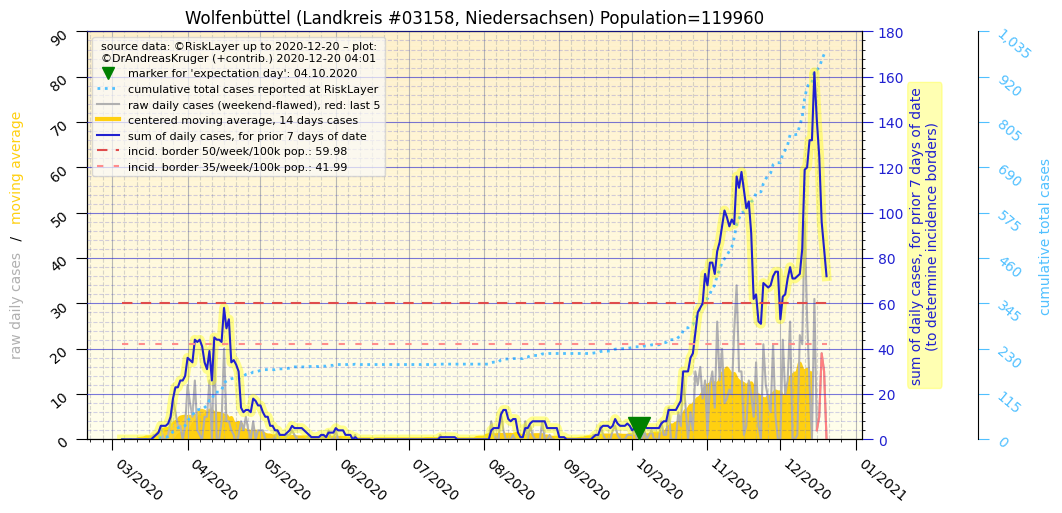 Wolfenbüttel (Landkreis #03158, Niedersachsen) Population=119960
source data: ©RiskLayer up to 2020-12-20 – plot:
©DrAndreasKruger (+contrib.) 2020-12-20 04:01
marker for 'expectation day': 04.10.2020
cumulative total cases reported at RiskLayer
raw daily cases (weekend-flawed), red: last 5
centered moving average, 14 days cases
sum of daily cases, for prior 7 days of date
incid. border 50/week/100k pop.: 59.98
incid. border 35/week/100k pop.: 41.99
raw daily cases / moving average
90
80
70
60
50
40
30
20
10
0
180
160
140
120
100
80
60
40
20
0
sum of daily cases, for prior 7 days of date
(to determine incidence borders)
1,035
920
805
690
575
460
345
230
115
0
cumulative total cases
03/2020
04/2020
05/2020
06/2020
07/2020
08/2020
09/2020
10/2020
11/2020
12/2020
01/2021